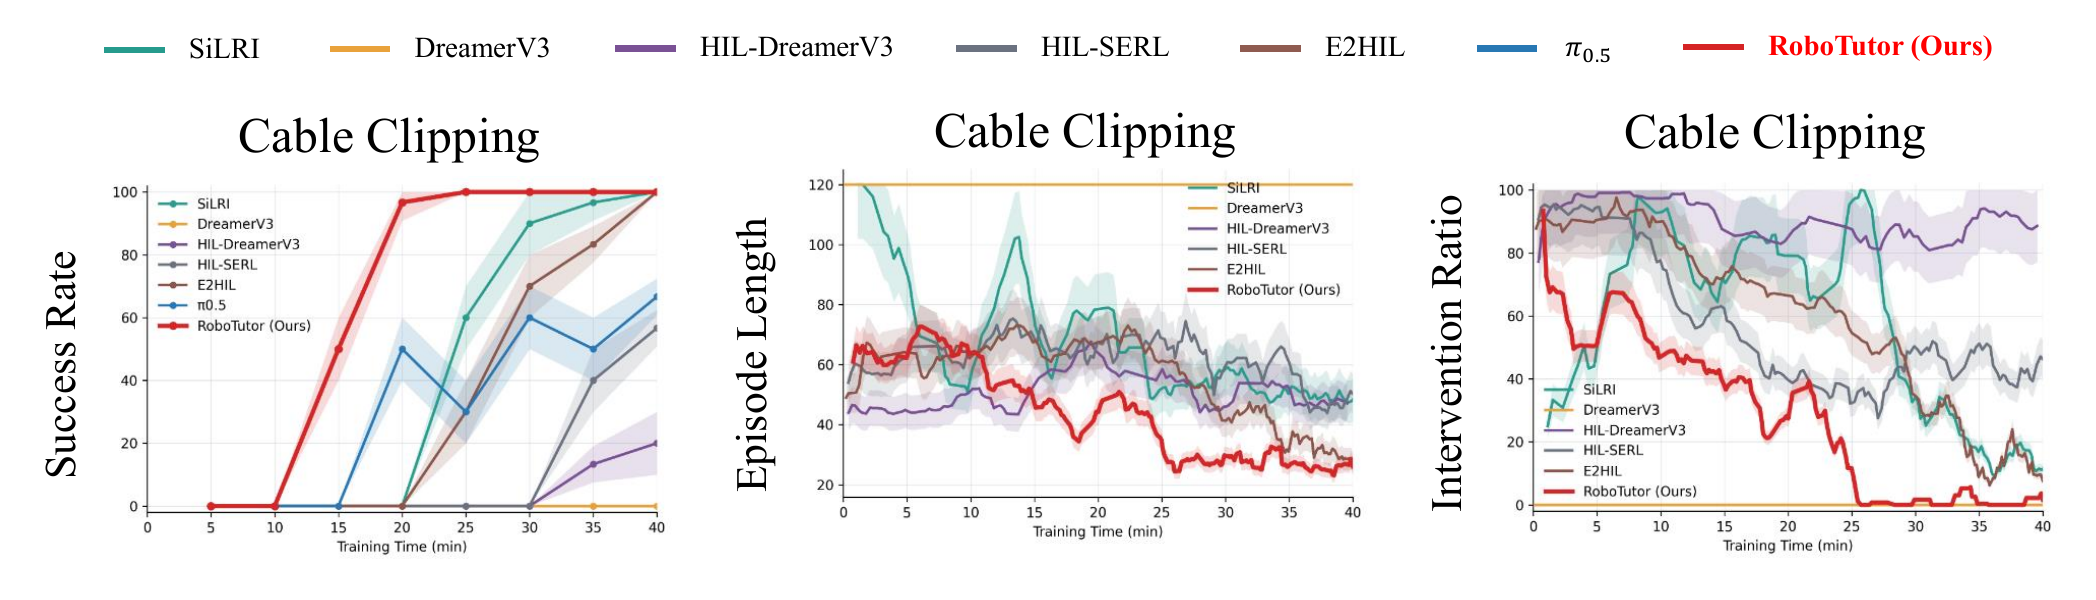 SiLRI DreamerV3 HIL-DreamerV3 HIL-SERL E2HIL π0.5 RoboTutor (Ours)
Cable Clipping
Success Rate
100
80
60
40
20
0
SiLRI
DreamerV3
HIL-DreamerV3
HIL-SERL
E2HIL
π0.5
RoboTutor (Ours)
0 5 10 15 20 25 30 35 40
Training Time (min)
Cable Clipping
Episode Length
120
100
80
60
40
20
SiLRI
DreamerV3
HIL-DreamerV3
HIL-SERL
E2HIL
RoboTutor (Ours)
0 5 10 15 20 25 30 35 40
Training Time (min)
Cable Clipping
Intervention Ratio
100
80
60
40
20
0
SiLRI
DreamerV3
HIL-DreamerV3
HIL-SERL
E2HIL
RoboTutor (Ours)
0 5 10 15 20 25 30 35 40
Training Time (min)